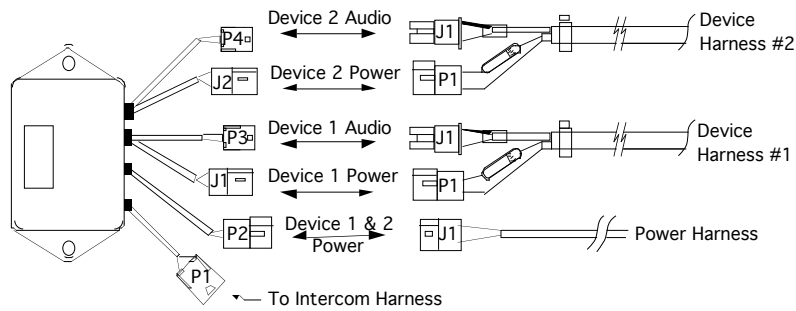 P4 Device 2 Audio J1 Device
Harness #2
J2 Device 2 Power P1
P3 Device 1 Audio J1 Device
Harness #1
J1 Device 1 Power P1
P2 Device 1 & 2
Power J1 Power Harness
P1
To Intercom Harness